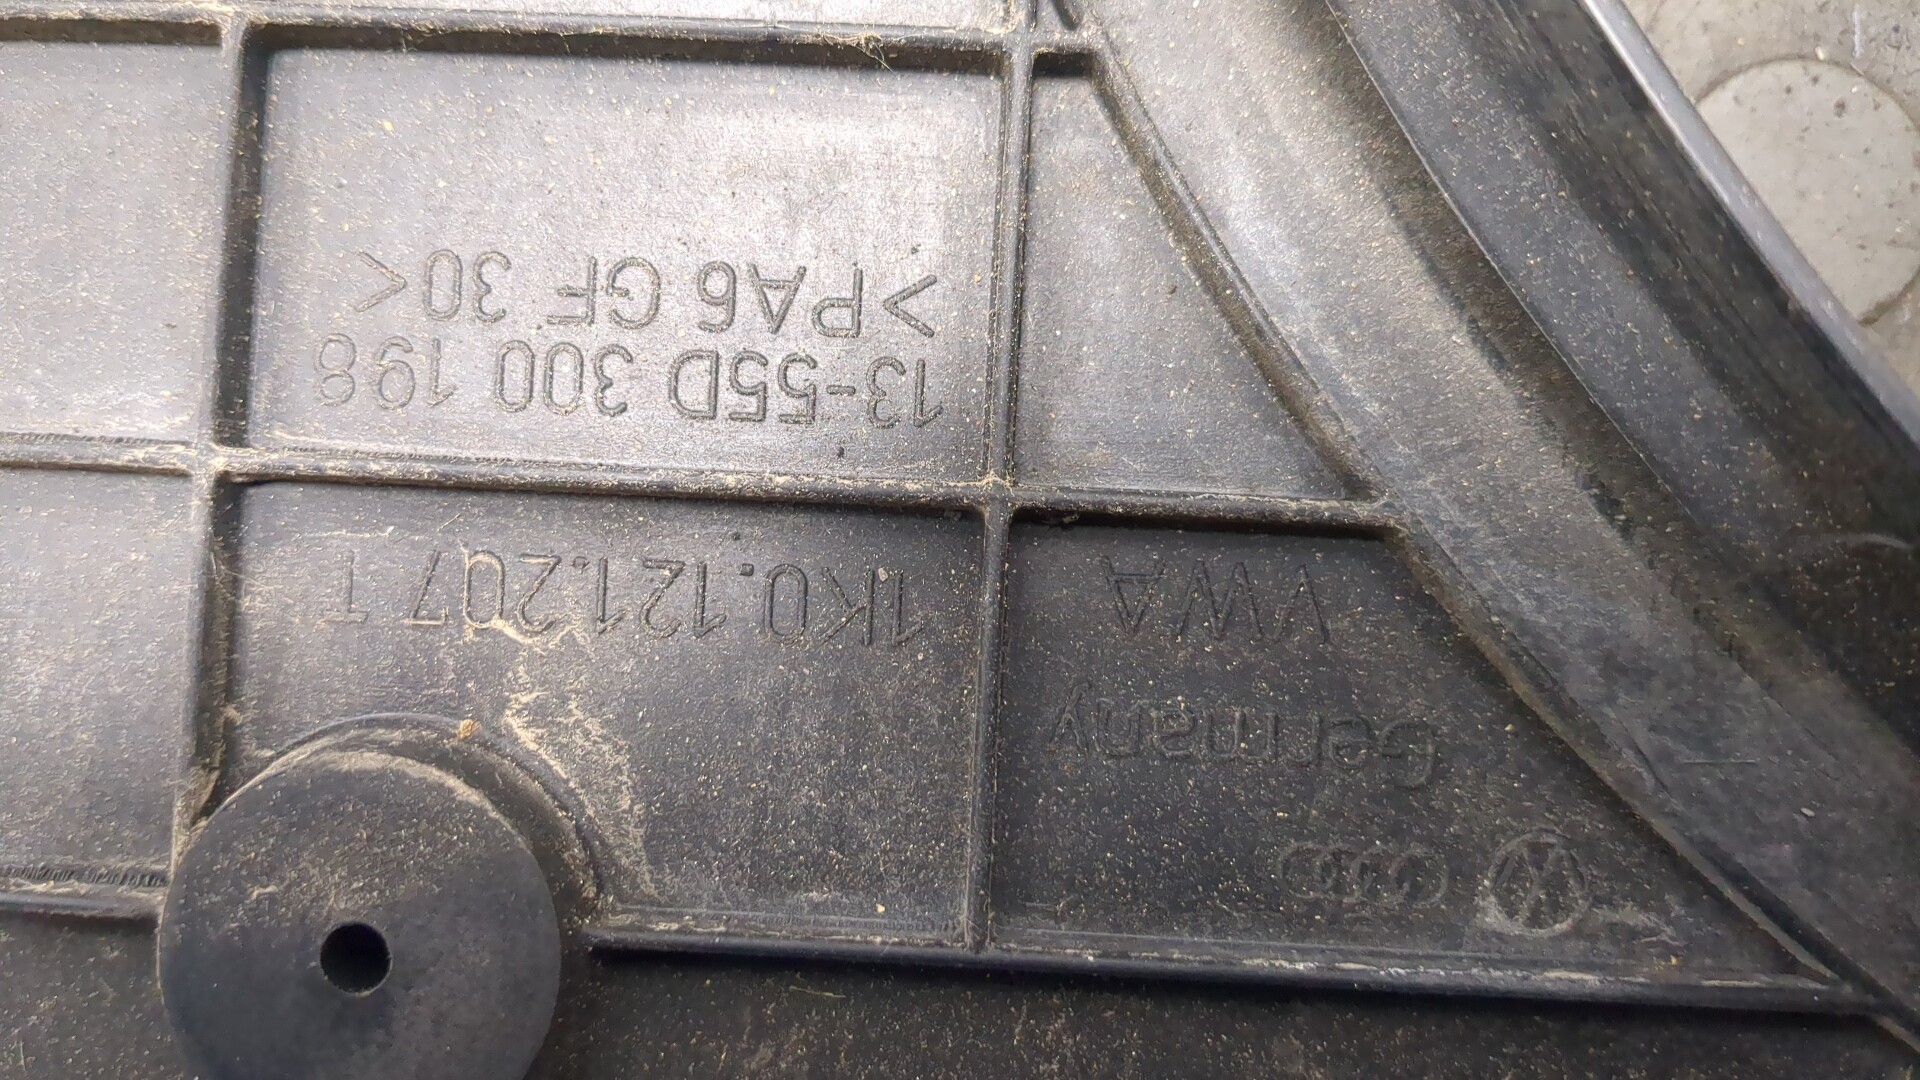 Germany
VWA
1K0.121.207 T
13-55D 300 198
>PA6 GF 30<